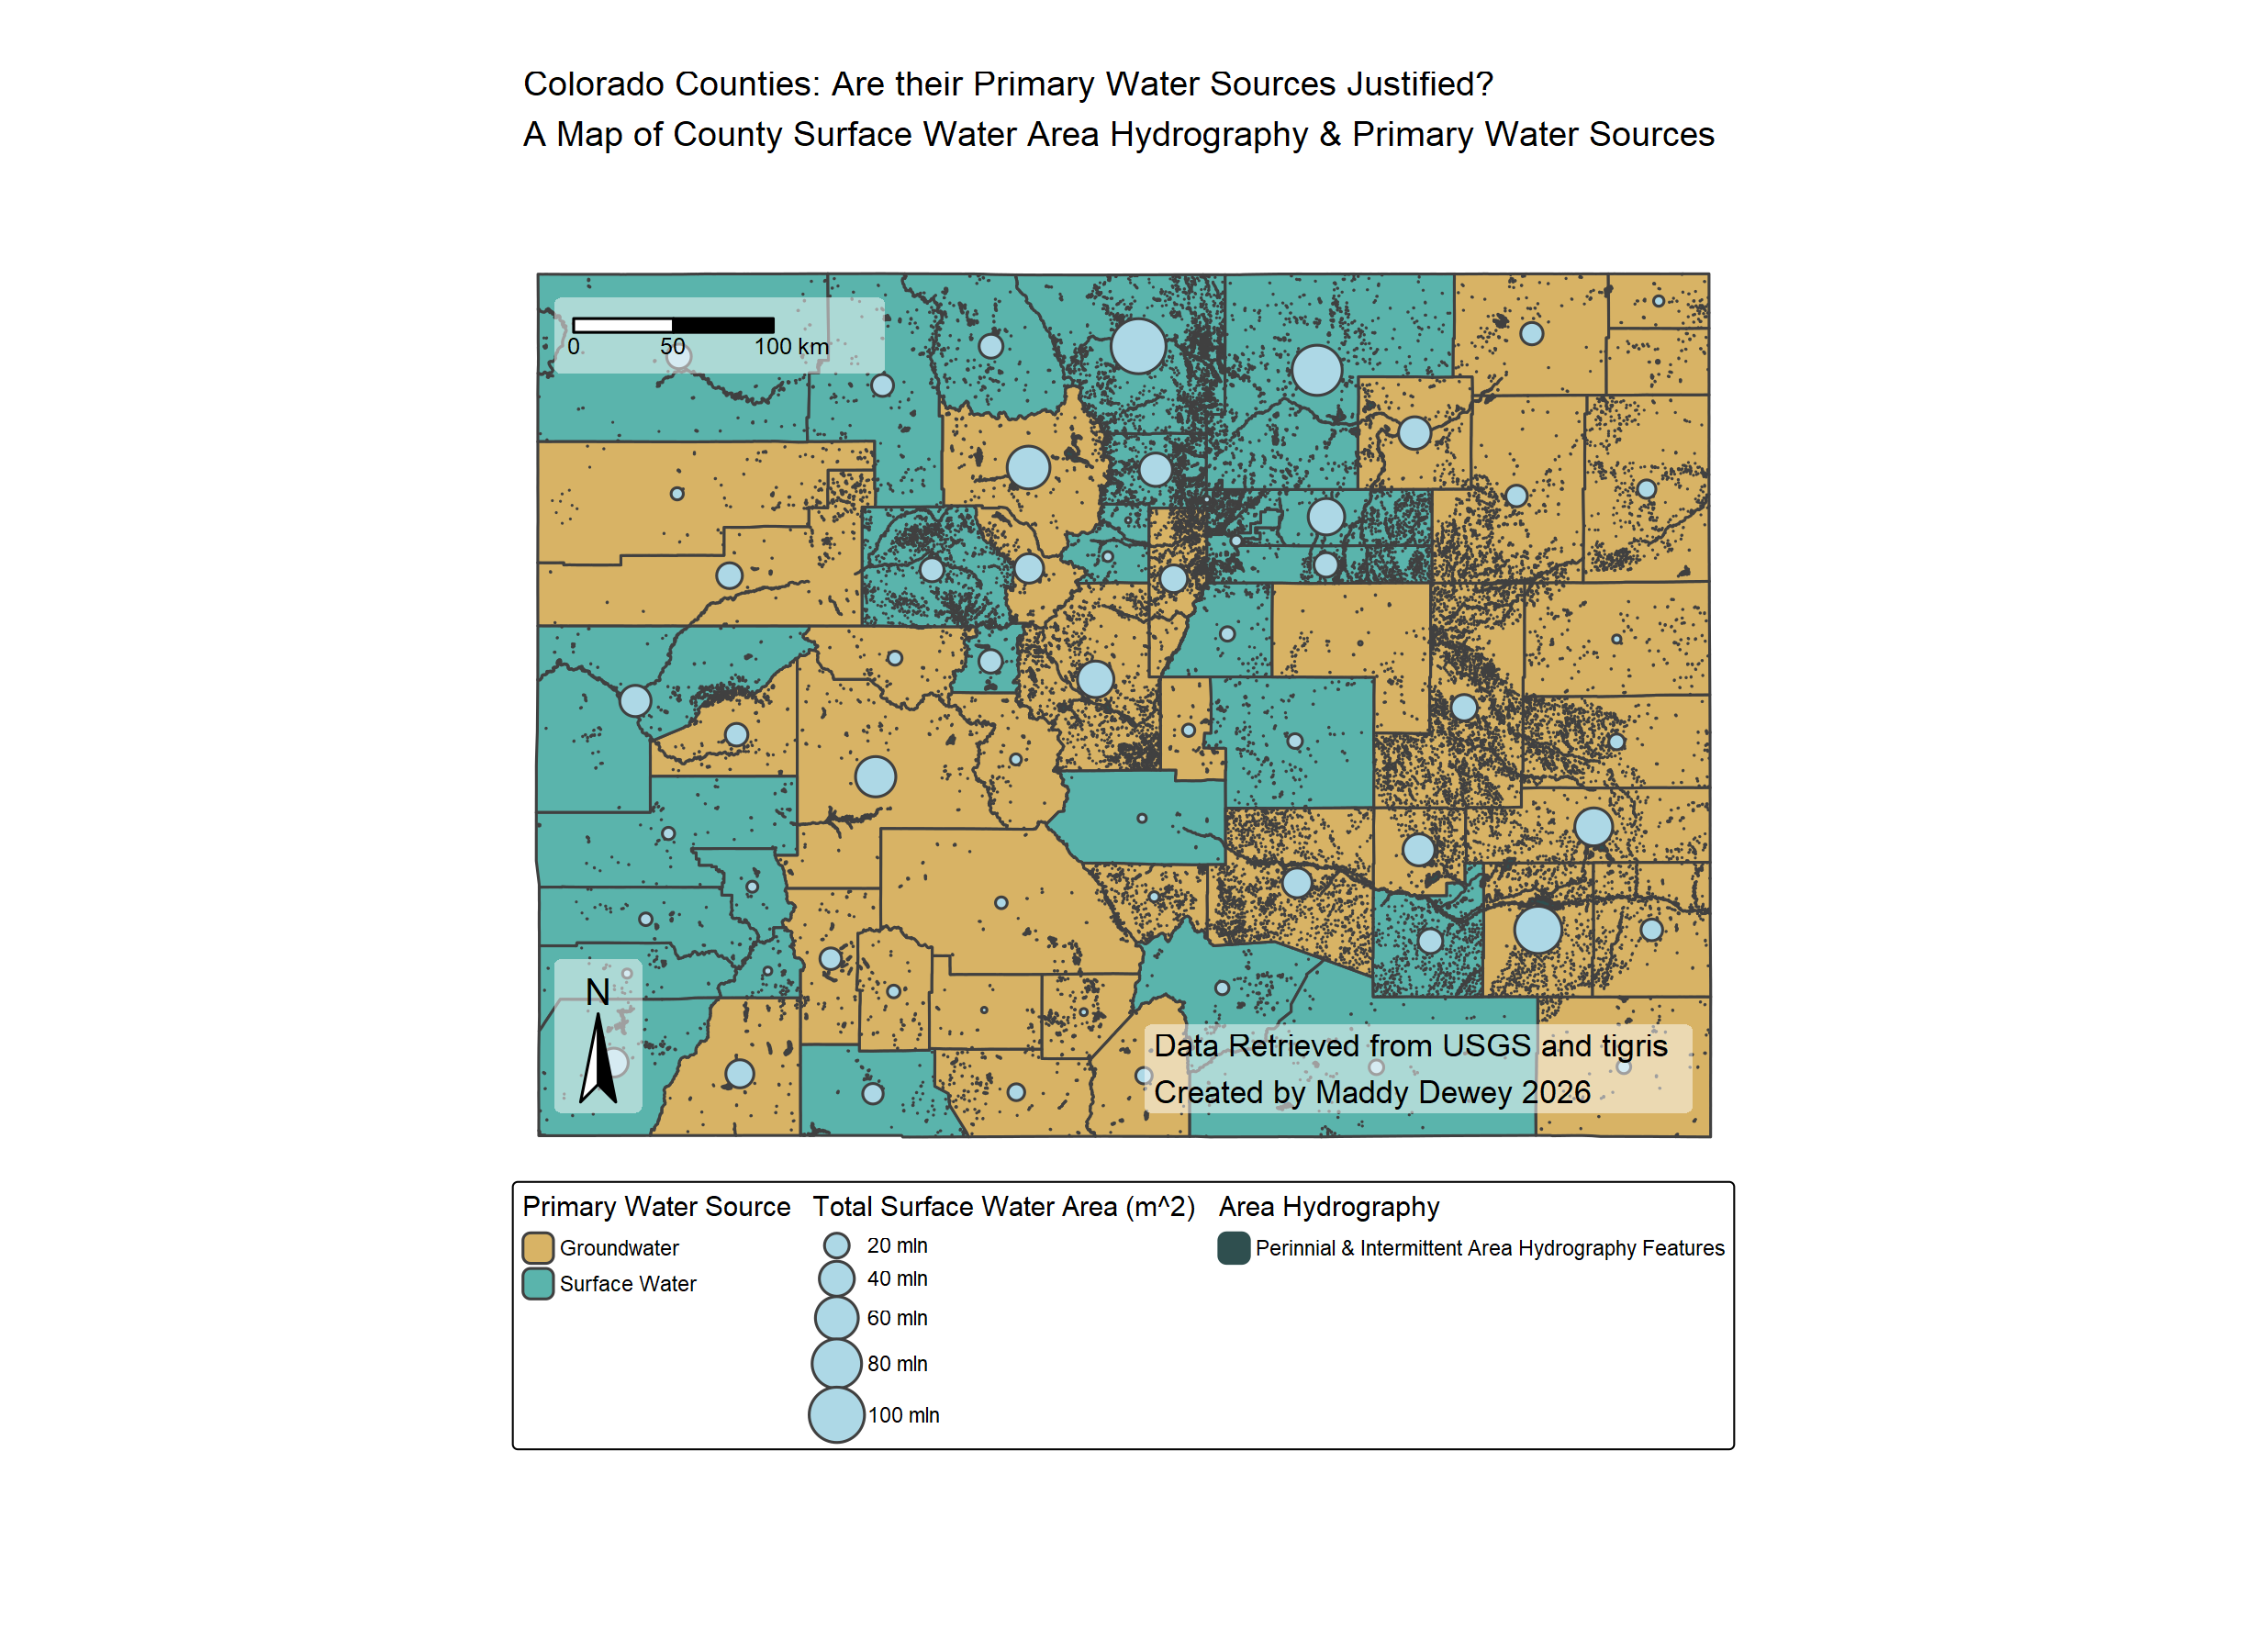 Colorado Counties: Are their Primary Water Sources Justified?
A Map of County Surface Water Area Hydrography & Primary Water Sources
0 50 100 km
N
Data Retrieved from USGS and tigris
Created by Maddy Dewey 2026
Primary Water Source
Groundwater
Surface Water
Total Surface Water Area (m^2)
20 mln
40 mln
60 mln
80 mln
100 mln
Area Hydrography
Perinnial & Intermittent Area Hydrography Features